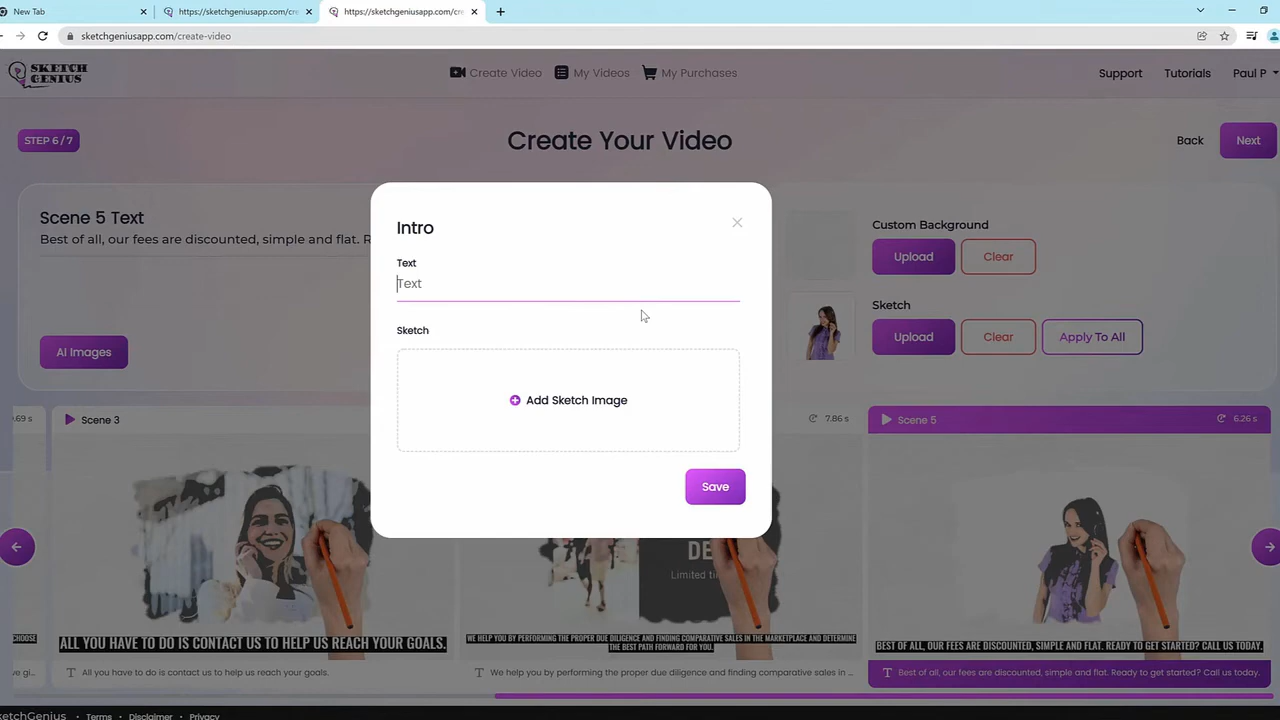 New Tab
https://sketchgeniusapp.com/cre
https://sketchgeniusapp.com/cre
sketchgeniusapp.com/create-video
SKETCH
GENIUS
Create Video
My Videos
My Purchases
Support
Tutorials
Paul P
STEP 6 / 7
Create Your Video
Back
Next
Scene 5 Text
Best of all, our fees are discounted, simple and flat. R
AI Images
Intro
Text
Text
Sketch
Add Sketch Image
Save
Custom Background
Upload
Clear
Sketch
Upload
Clear
Apply To All
.69 s
Scene 3
7.86 s
Scene 5
6.26 s
CHOOSE
ALL YOU HAVE TO DO IS CONTACT US TO HELP US REACH YOUR GOALS.
DE
Limited ti
WE HELP YOU BY PERFORMING THE PROPER DUE DILIGENCE AND FINDING COMPARATIVE SALES IN THE MARKETPLACE AND DETERMINE
THE BEST PATH FORWARD FOR YOU.
BEST OF ALL, OUR FEES ARE DISCOUNTED, SIMPLE AND FLAT. READY TO GET STARTED? CALL US TODAY.
e gi...
All you have to do is contact us to help us reach your goals.
We help you by performing the proper due diligence and finding comparative sales in ...
Best of all, our fees are discounted, simple and flat. Ready to get started? Call us today.
ketchGenius
Terms
Disclaimer
Privacy